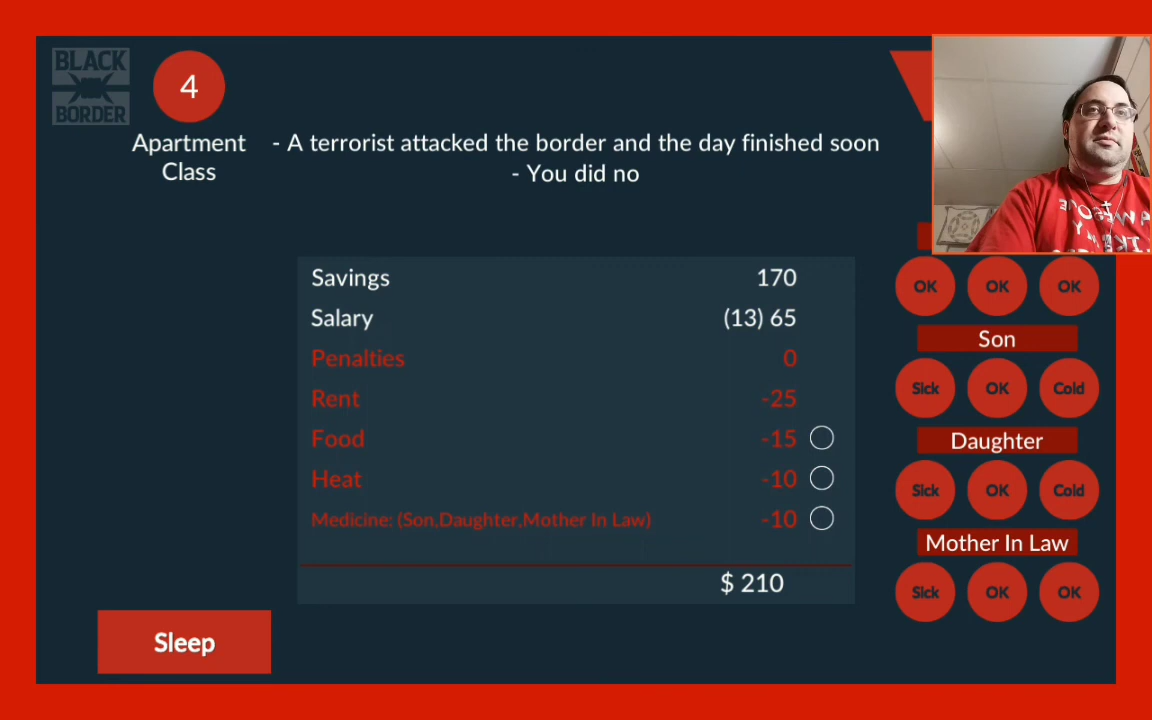 BLACK
BORDER
4
Apartment
Class
- A terrorist attacked the border and the day finished soon
- You did no
Savings 170
Salary (13) 65
Penalties 0
Rent -25
Food -15
Heat -10
Medicine: (Son,Daughter,Mother In Law) -10
$ 210
Sleep
OK OK OK
Son
Sick OK Cold
Daughter
Sick OK Cold
Mother In Law
Sick OK OK